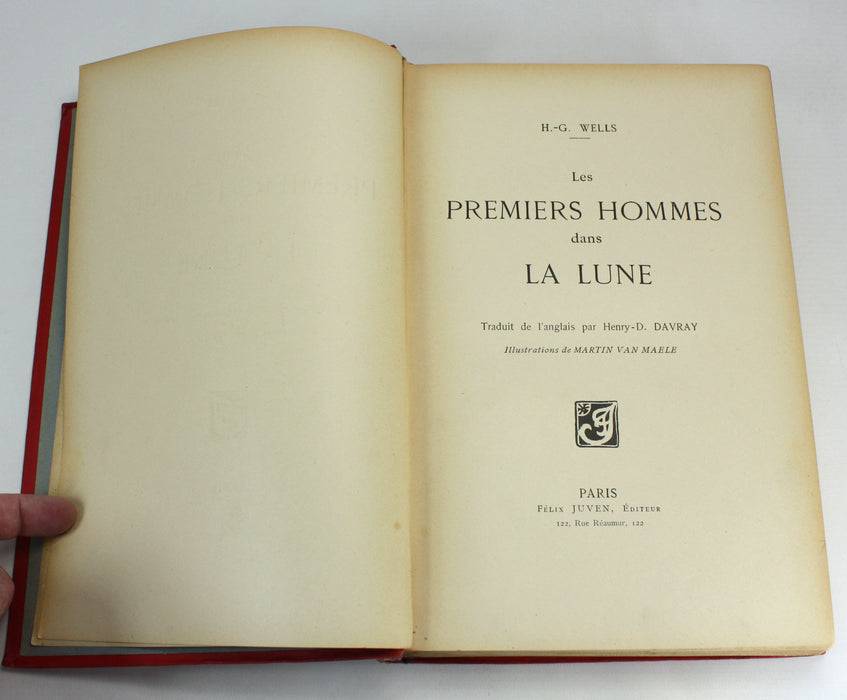 H.-G. WELLS
Les
PREMIERS HOMMES
dans
LA LUNE
Traduit de l'anglais par Henry-D. DAVRAY
Illustrations de MARTIN VAN MAELE
PARIS
FÉLIX JUVEN, ÉDITEUR
122, Rue Réaumur, 122